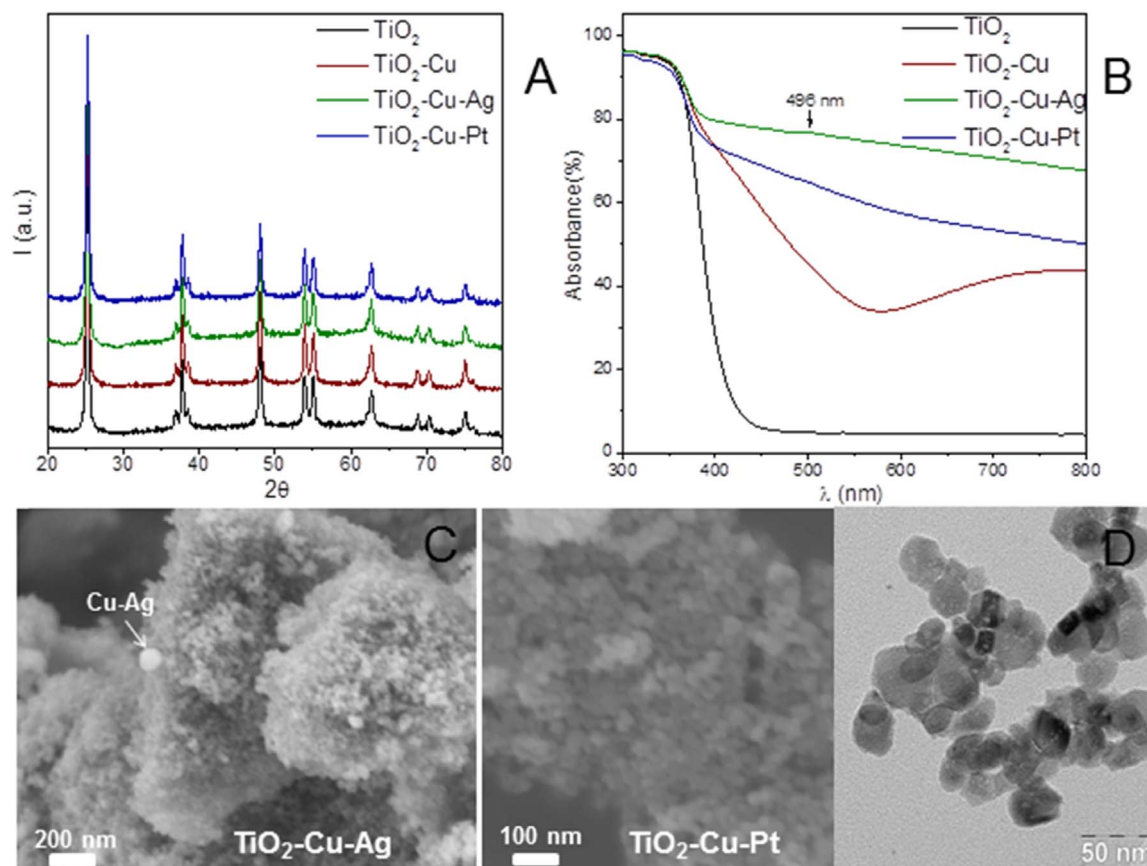 TiO₂
TiO₂-Cu
TiO₂-Cu-Ag
TiO₂-Cu-Pt
A
I (a.u.)
20 30 40 50 60 70 80
2θ
TiO₂
TiO₂-Cu
TiO₂-Cu-Ag
TiO₂-Cu-Pt
B
496 nm
Absorbance(%)
100
80
60
40
20
0
300 400 500 600 700 800
λ (nm)
C
Cu-Ag
200 nm
TiO₂-Cu-Ag
100 nm
TiO₂-Cu-Pt
D
50 nm